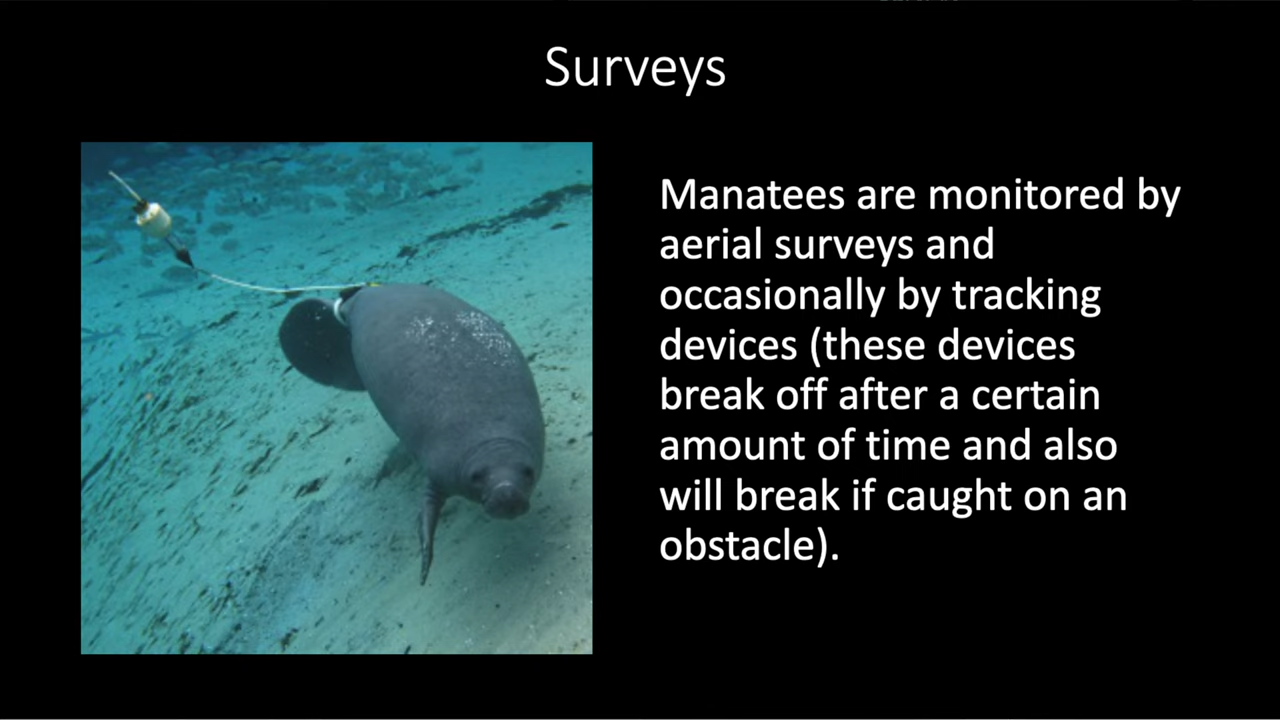 Surveys
Manatees are monitored by
aerial surveys and
occasionally by tracking
devices (these devices
break off after a certain
amount of time and also
will break if caught on an
obstacle).